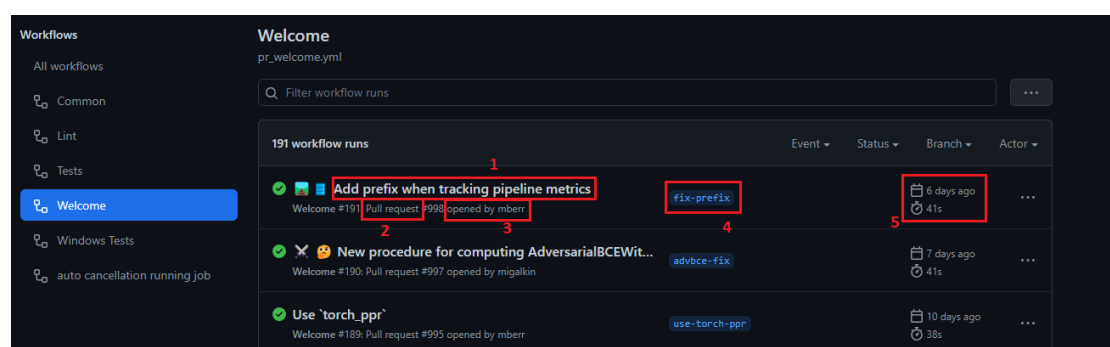 Workflows
All workflows
Common
Lint
Tests
Welcome
Windows Tests
auto cancellation running job
Welcome
pr_welcome.yml
Filter workflow runs
191 workflow runs
Event
Status
Branch
Actor
1
Add prefix when tracking pipeline metrics
Welcome #191: Pull request #998 opened by mberr
2
3
fix-prefix
4
6 days ago
41s
5
New procedure for computing AdversarialBCEWit...
Welcome #190: Pull request #997 opened by migalkin
advbce-fix
7 days ago
41s
Use `torch_ppr`
Welcome #189: Pull request #995 opened by mberr
use-torch-ppr
10 days ago
38s